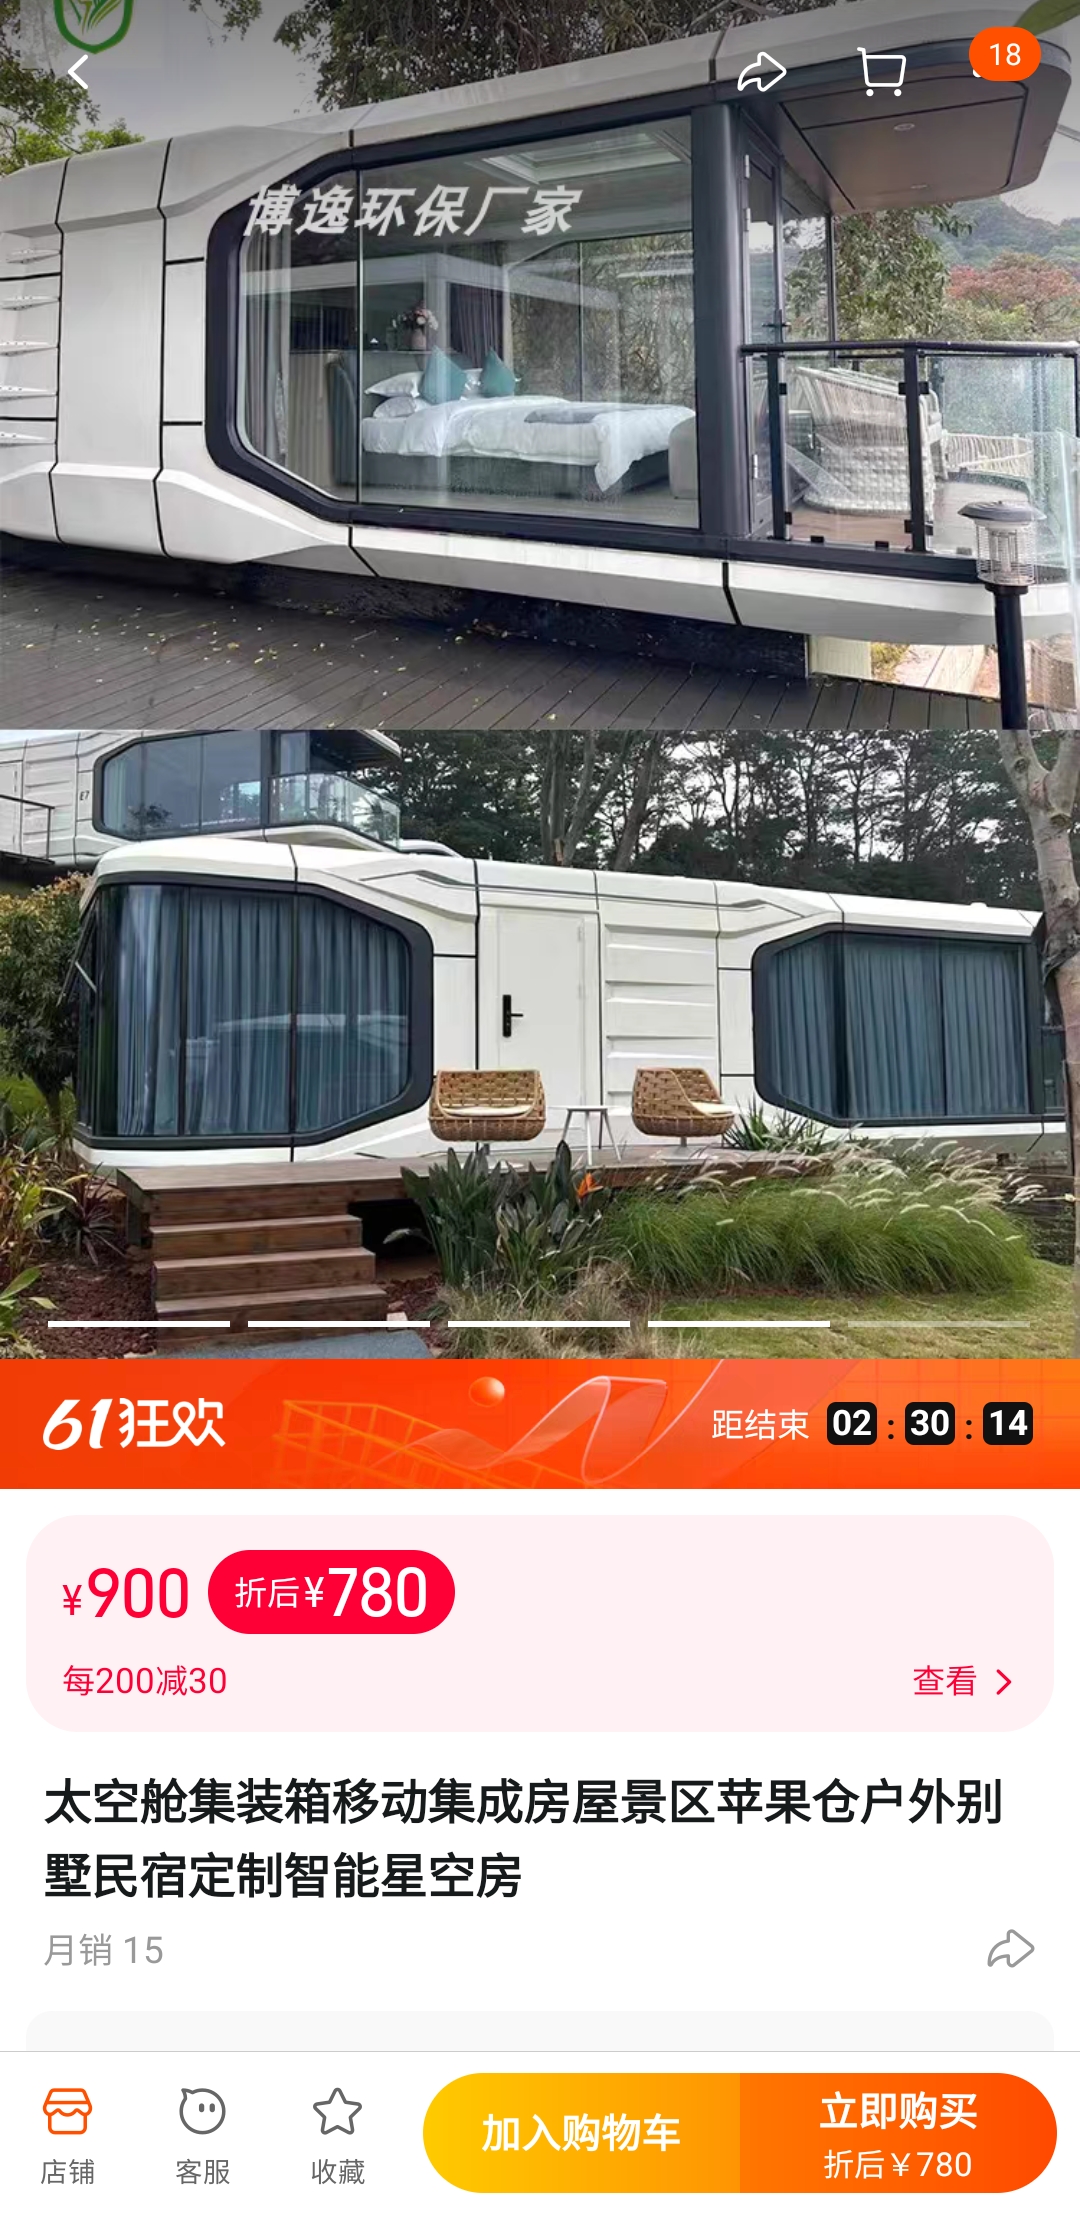 18
博逸环保厂家
E7
61狂欢
距结束 02 : 30 : 14
¥900 折后¥780
每200减30
查看
太空舱集装箱移动集成房屋景区苹果仓户外别
墅民宿定制智能星空房
月销 15
店铺
客服
收藏
加入购物车
立即购买
折后¥780